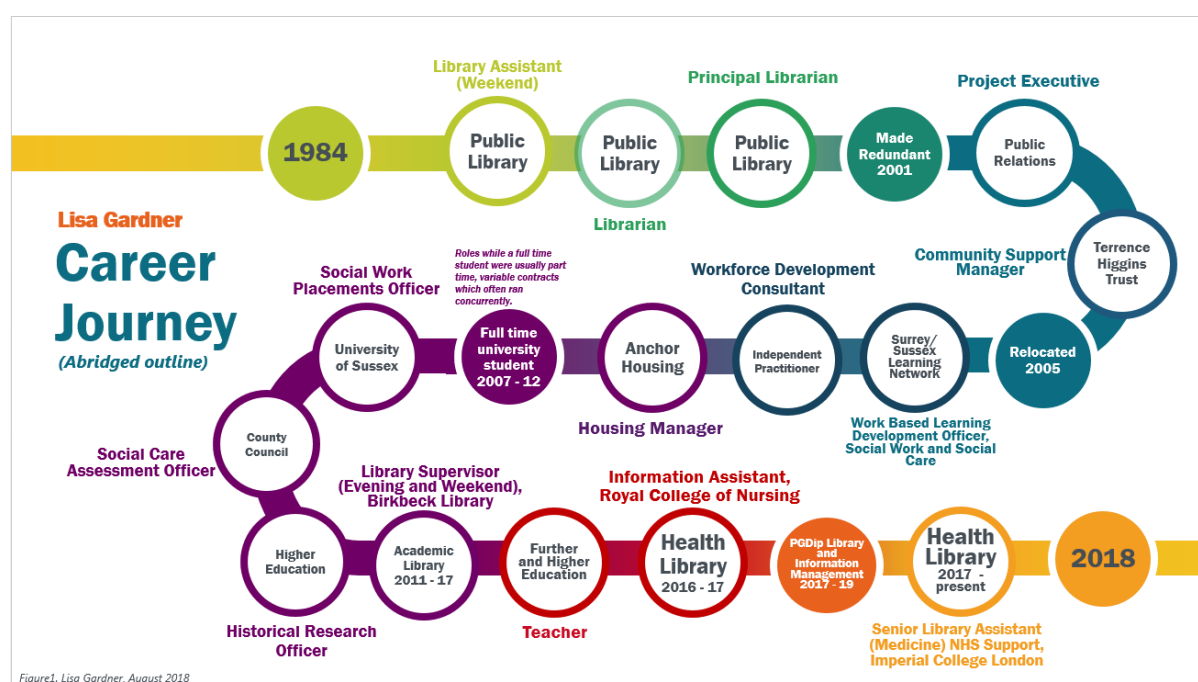 Library Assistant
(Weekend)
Principal Librarian
Project Executive
1984
Public
Library
Public
Library
Public
Library
Made
Redundant
2001
Public
Relations
Librarian
Lisa Gardner
Career
Journey
(Abridged outline)
Roles while a full time
student were usually part
time, variable contracts
which often ran
concurrently.
Community Support
Manager
Terrence
Higgins
Trust
Social Work
Placements Officer
Workforce Development
Consultant
University
of Sussex
Full time
university
student
2007 - 12
Anchor
Housing
Independent
Practitioner
Surrey/
Sussex
Learning
Network
Relocated
2005
Housing Manager
Work Based Learning
Development Officer,
Social Work and Social
Care
County
Council
Social Care
Assessment Officer
Library Supervisor
(Evening and Weekend),
Birkbeck Library
Information Assistant,
Royal College of Nursing
Higher
Education
Academic
Library
2011 - 17
Further
and Higher
Education
Health
Library
2016 - 17
PGDip Library
and
Information
Management
2017 - 19
Health
Library
2017 -
present
2018
Historical Research
Officer
Teacher
Senior Library Assistant
(Medicine) NHS Support,
Imperial College London
Figure1. Lisa Gardner, August 2018